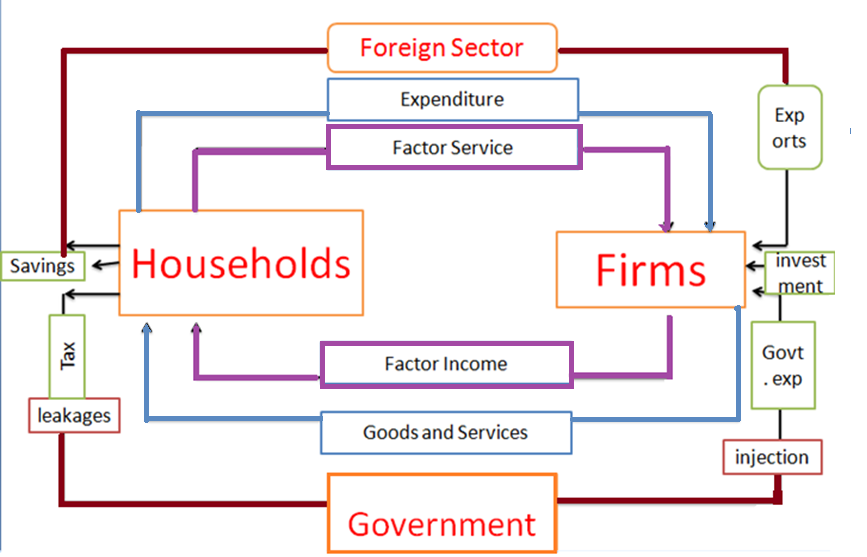 Foreign Sector
Expenditure
Factor Service
Exp
orts
Households
Firms
Savings
invest
ment
Tax
Factor Income
Govt
. exp
leakages
Goods and Services
injection
Government